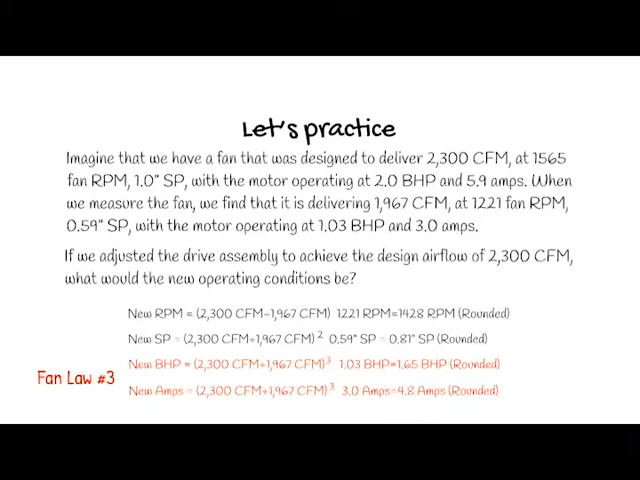 Let's practice
Imagine that we have a fan that was designed to deliver 2,300 CFM, at 1565
fan RPM, 1.0" SP, with the motor operating at 2.0 BHP and 5.9 amps. When
we measure the fan, we find that it is delivering 1,967 CFM, at 1221 fan RPM,
0.59" SP, with the motor operating at 1.03 BHP and 3.0 amps.
If we adjusted the drive assembly to achieve the design airflow of 2,300 CFM,
what would the new operating conditions be?
New RPM = (2,300 CFM÷1,967 CFM) 1221 RPM=1428 RPM (Rounded)
New SP = (2,300 CFM÷1,967 CFM)² 0.59" SP = 0.81" SP (Rounded)
New BHP = (2,300 CFM÷1,967 CFM)³ 1.03 BHP=1.65 BHP (Rounded)
Fan Law #3
New Amps = (2,300 CFM÷1,967 CFM)³ 3.0 Amps=4.8 Amps (Rounded)